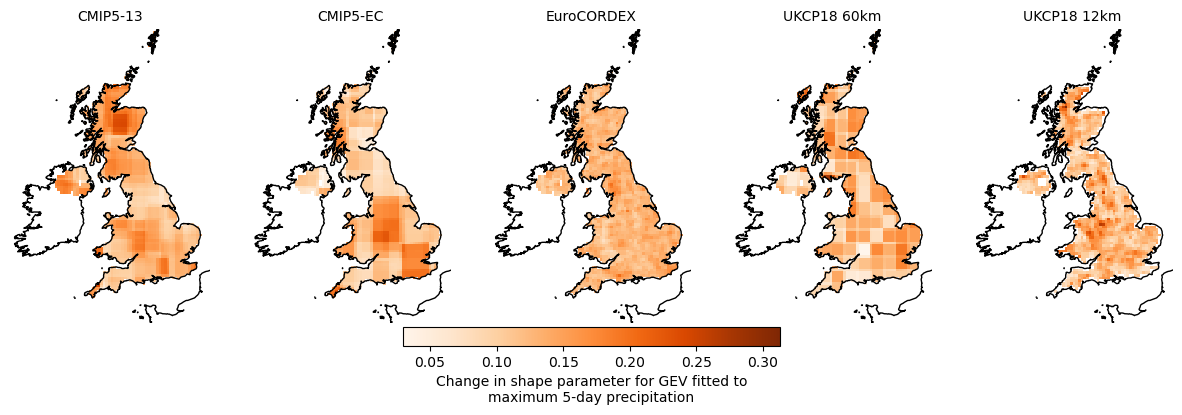 CMIP5-13
CMIP5-EC
EuroCORDEX
UKCP18 60km
UKCP18 12km
0.05 0.10 0.15 0.20 0.25 0.30
Change in shape parameter for GEV fitted to
maximum 5-day precipitation